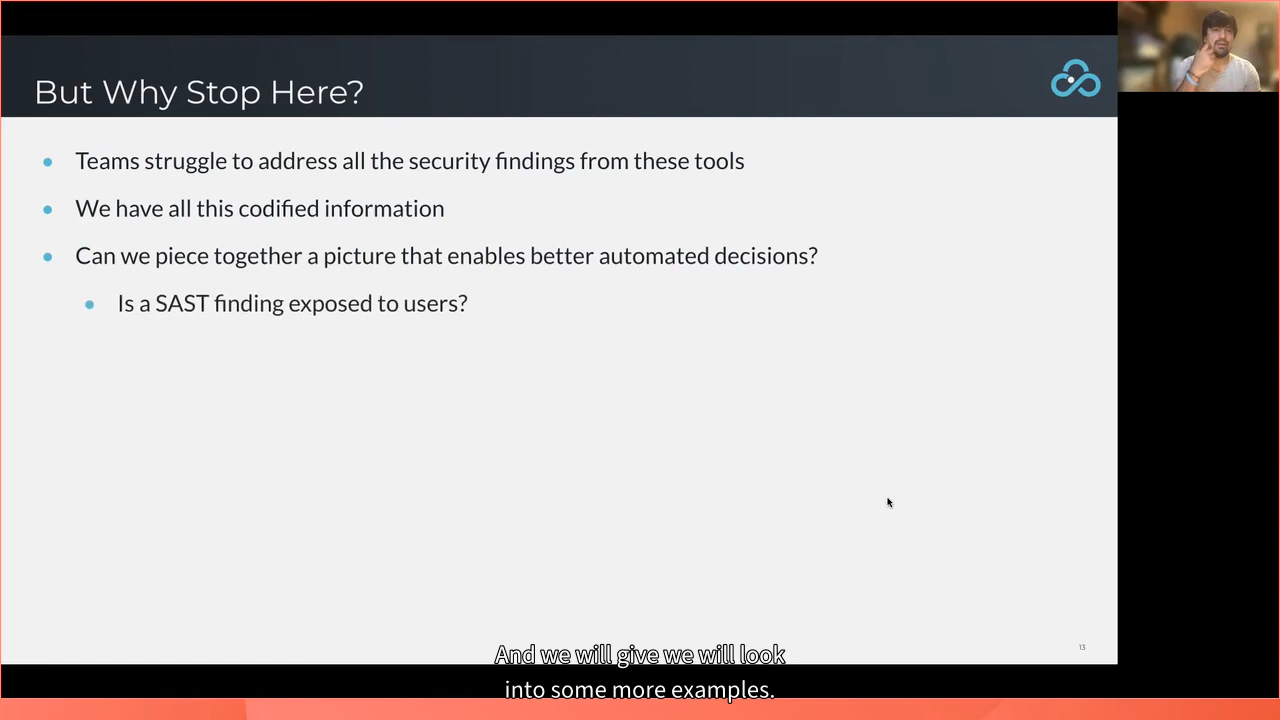 But Why Stop Here?
Teams struggle to address all the security findings from these tools
We have all this codified information
Can we piece together a picture that enables better automated decisions?
Is a SAST finding exposed to users?
13
And we will give we will look
into some more examples.